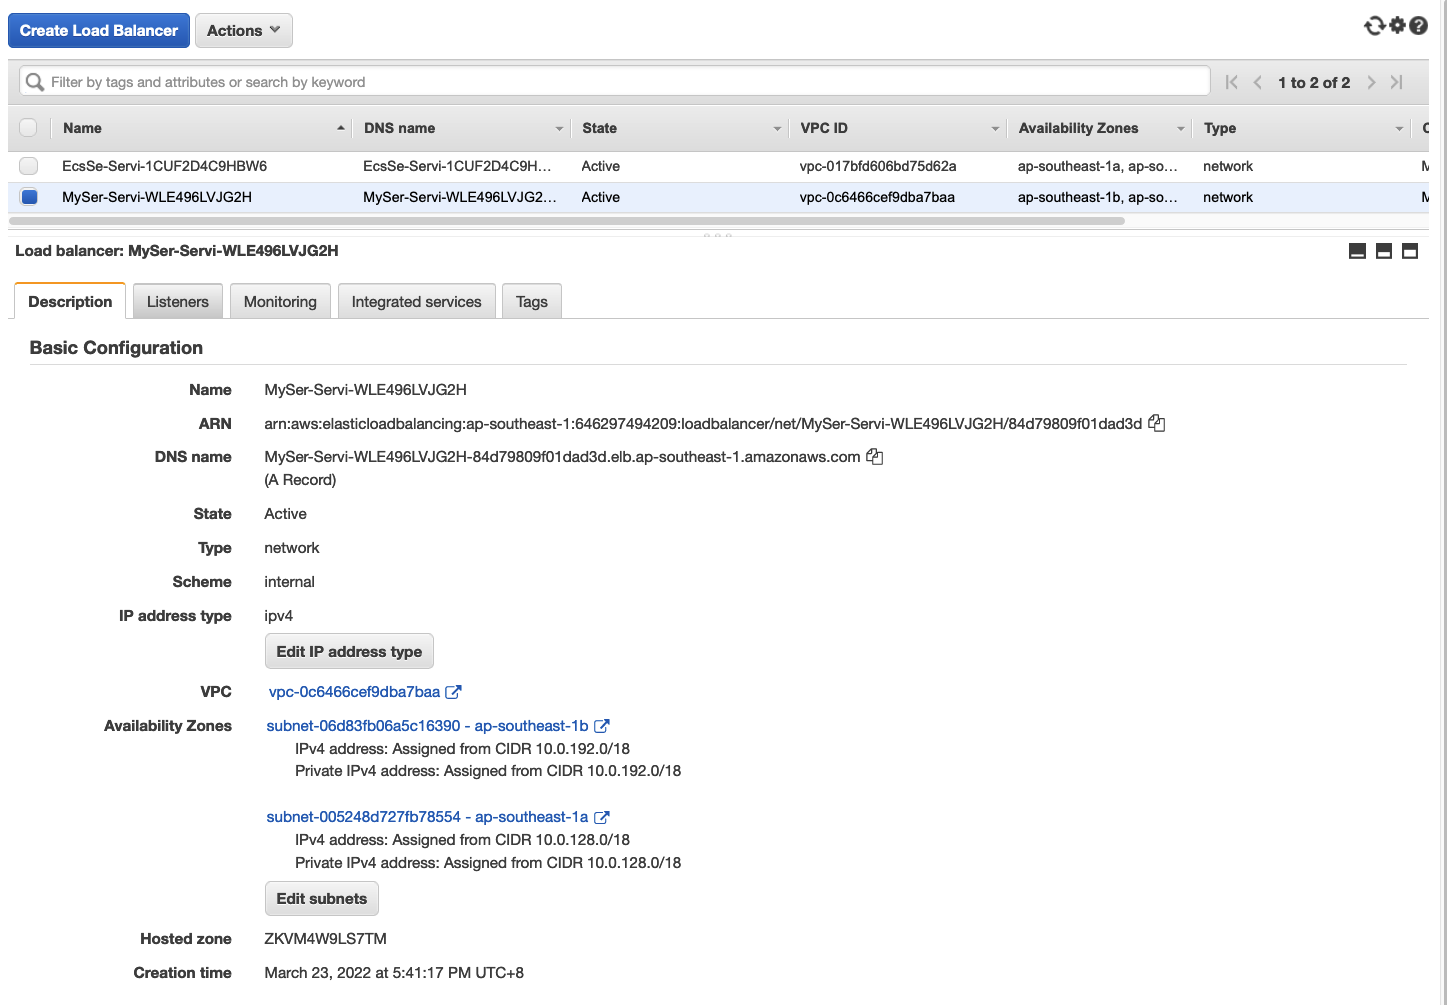 Create Load Balancer Actions
Filter by tags and attributes or search by keyword 1 to 2 of 2
Name DNS name State VPC ID Availability Zones Type
EcsSe-Servi-1CUF2D4C9HBW6 EcsSe-Servi-1CUF2D4C9H… Active vpc-017bfd606bd75d62a ap-southeast-1a, ap-so… network
MySer-Servi-WLE496LVJG2H MySer-Servi-WLE496LVJG2… Active vpc-0c6466cef9dba7baa ap-southeast-1b, ap-so… network
Load balancer: MySer-Servi-WLE496LVJG2H
Description Listeners Monitoring Integrated services Tags
Basic Configuration
Name MySer-Servi-WLE496LVJG2H
ARN arn:aws:elasticloadbalancing:ap-southeast-1:646297494209:loadbalancer/net/MySer-Servi-WLE496LVJG2H/84d79809f01dad3d
DNS name MySer-Servi-WLE496LVJG2H-84d79809f01dad3d.elb.ap-southeast-1.amazonaws.com
(A Record)
State Active
Type network
Scheme internal
IP address type ipv4
Edit IP address type
VPC vpc-0c6466cef9dba7baa
Availability Zones subnet-06d83fb06a5c16390 - ap-southeast-1b
IPv4 address: Assigned from CIDR 10.0.192.0/18
Private IPv4 address: Assigned from CIDR 10.0.192.0/18
subnet-005248d727fb78554 - ap-southeast-1a
IPv4 address: Assigned from CIDR 10.0.128.0/18
Private IPv4 address: Assigned from CIDR 10.0.128.0/18
Edit subnets
Hosted zone ZKVM4W9LS7TM
Creation time March 23, 2022 at 5:41:17 PM UTC+8